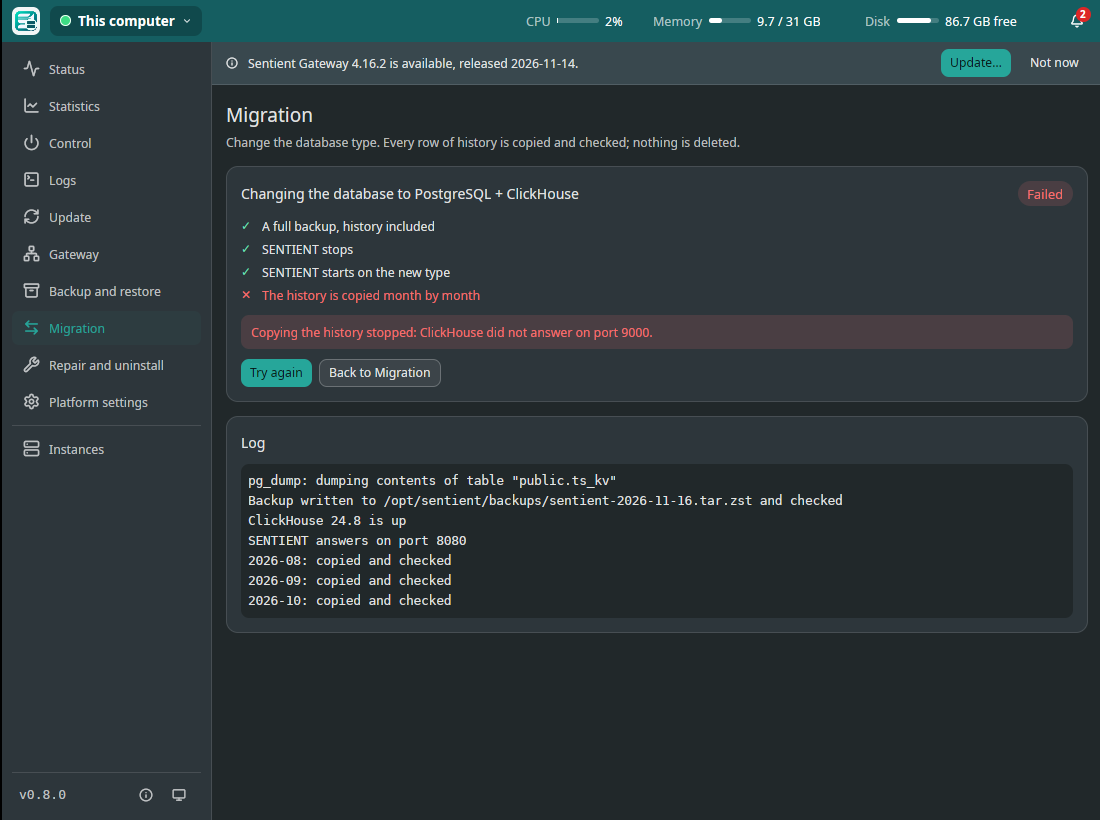 This computer
CPU 2%
Memory 9.7 / 31 GB
Disk 86.7 GB free
2
Status
Statistics
Control
Logs
Update
Gateway
Backup and restore
Migration
Repair and uninstall
Platform settings
Instances
v0.8.0
Sentient Gateway 4.16.2 is available, released 2026-11-14.
Update...
Not now
Migration
Change the database type. Every row of history is copied and checked; nothing is deleted.
Changing the database to PostgreSQL + ClickHouse
Failed
✓ A full backup, history included
✓ SENTIENT stops
✓ SENTIENT starts on the new type
✕ The history is copied month by month
Copying the history stopped: ClickHouse did not answer on port 9000.
Try again
Back to Migration
Log
pg_dump: dumping contents of table "public.ts_kv"
Backup written to /opt/sentient/backups/sentient-2026-11-16.tar.zst and checked
ClickHouse 24.8 is up
SENTIENT answers on port 8080
2026-08: copied and checked
2026-09: copied and checked
2026-10: copied and checked